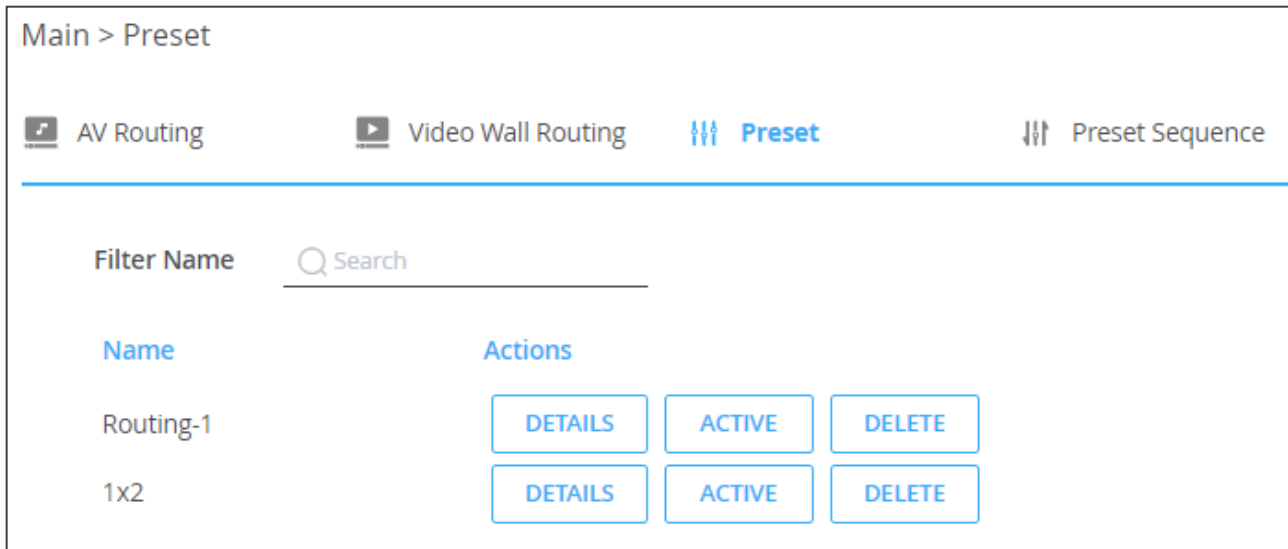 Main > Preset
AV Routing Video Wall Routing Preset Preset Sequence
Filter Name Search
Name Actions
Routing-1 DETAILS ACTIVE DELETE
1x2 DETAILS ACTIVE DELETE